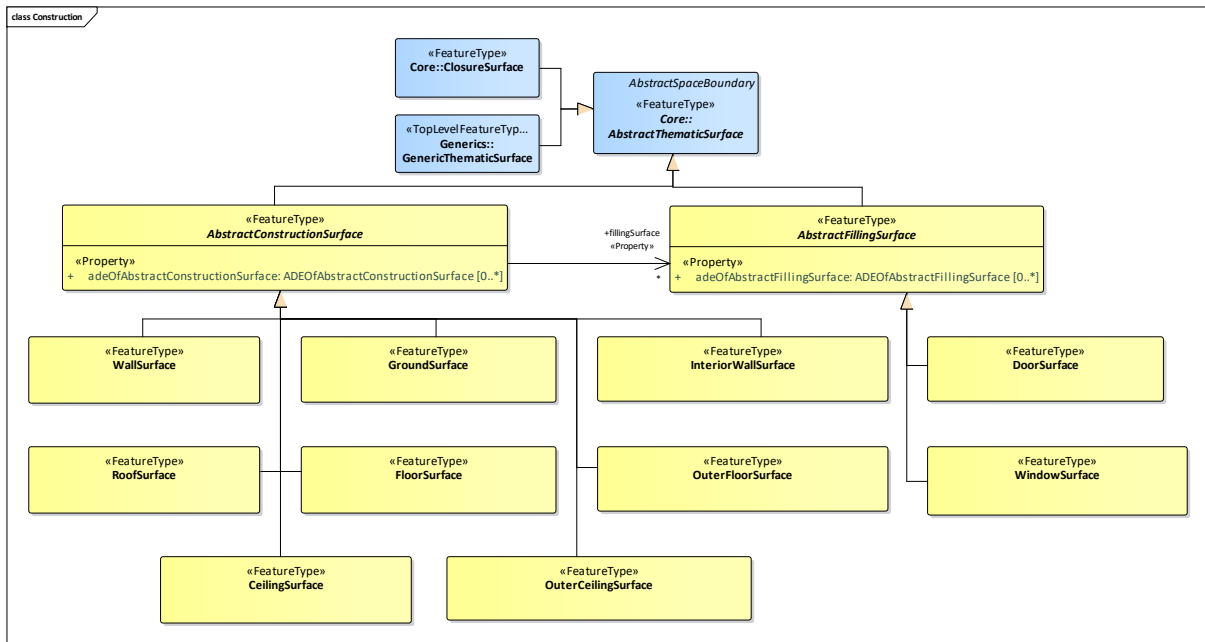 class Construction
«FeatureType»
Core::ClosureSurface
AbstractSpaceBoundary
«FeatureType»
Core::
AbstractThematicSurface
«TopLevelFeatureTyp...
Generics::
GenericThematicSurface
«FeatureType»
AbstractConstructionSurface
«Property»
+ adeOfAbstractConstructionSurface: ADEOfAbstractConstructionSurface [0..*]
+fillingSurface
«Property»
*
«FeatureType»
AbstractFillingSurface
«Property»
+ adeOfAbstractFillingSurface: ADEOfAbstractFillingSurface [0..*]
«FeatureType»
WallSurface
«FeatureType»
GroundSurface
«FeatureType»
InteriorWallSurface
«FeatureType»
DoorSurface
«FeatureType»
RoofSurface
«FeatureType»
FloorSurface
«FeatureType»
OuterFloorSurface
«FeatureType»
WindowSurface
«FeatureType»
CeilingSurface
«FeatureType»
OuterCeilingSurface